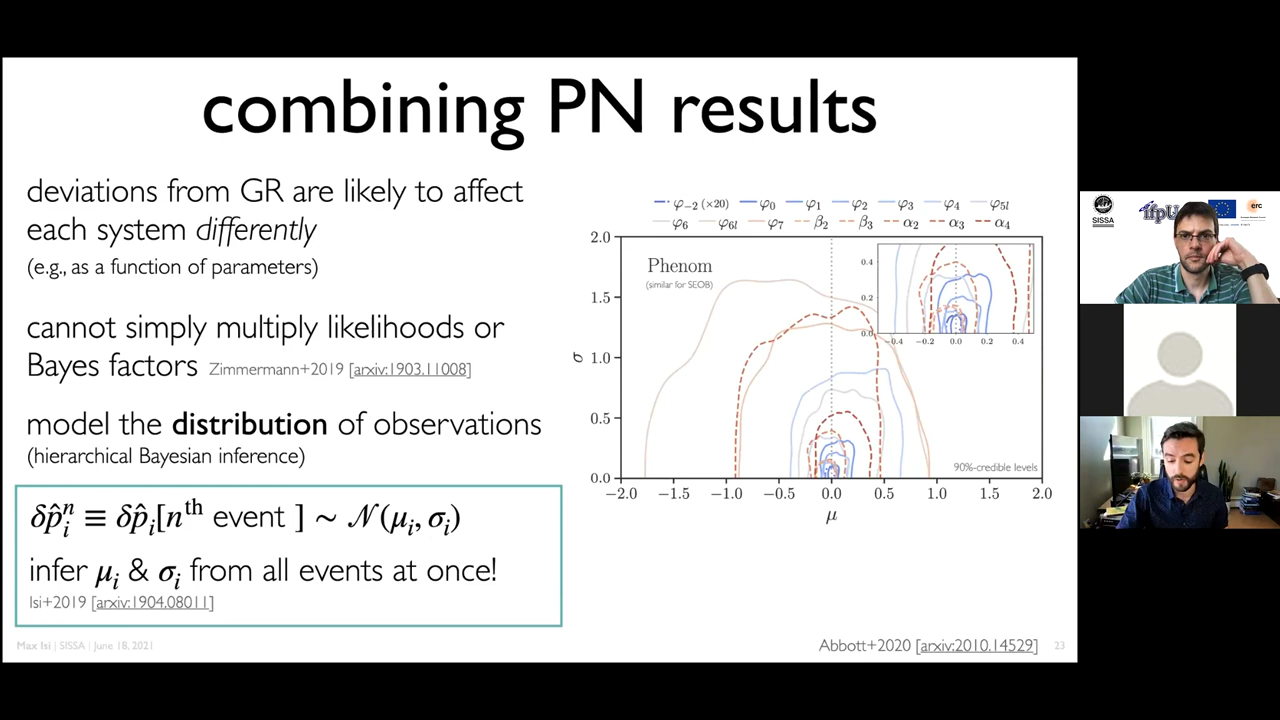 combining PN results
deviations from GR are likely to affect
each system differently
(e.g., as a function of parameters)
cannot simply multiply likelihoods or
Bayes factors Zimmermann+2019 [arxiv:1903.11008]
model the distribution of observations
(hierarchical Bayesian inference)
δp̂ᵢⁿ ≡ δp̂ᵢ[nᵗʰ event ] ~ 𝒩(μᵢ, σᵢ)
infer μᵢ & σᵢ from all events at once!
Isi+2019 [arxiv:1904.08011]
Max Isi | SISSA | June 18, 2021
φ₋₂ (×20) φ₀ φ₁ φ₂ φ₃ φ₄ φ₅ₗ
φ₆ φ₆ₗ φ₇ β₂ β₃ α₂ α₃ α₄
2.0
1.5
1.0
0.5
0.0
σ
Phenom
(similar for SEOB)
0.4
0.2
0.0
−0.4 −0.2 0.0 0.2 0.4
90%-credible levels
−2.0 −1.5 −1.0 −0.5 0.0 0.5 1.0 1.5 2.0
μ
Abbott+2020 [arxiv:2010.14529]
23
SISSA
ifpU
erc